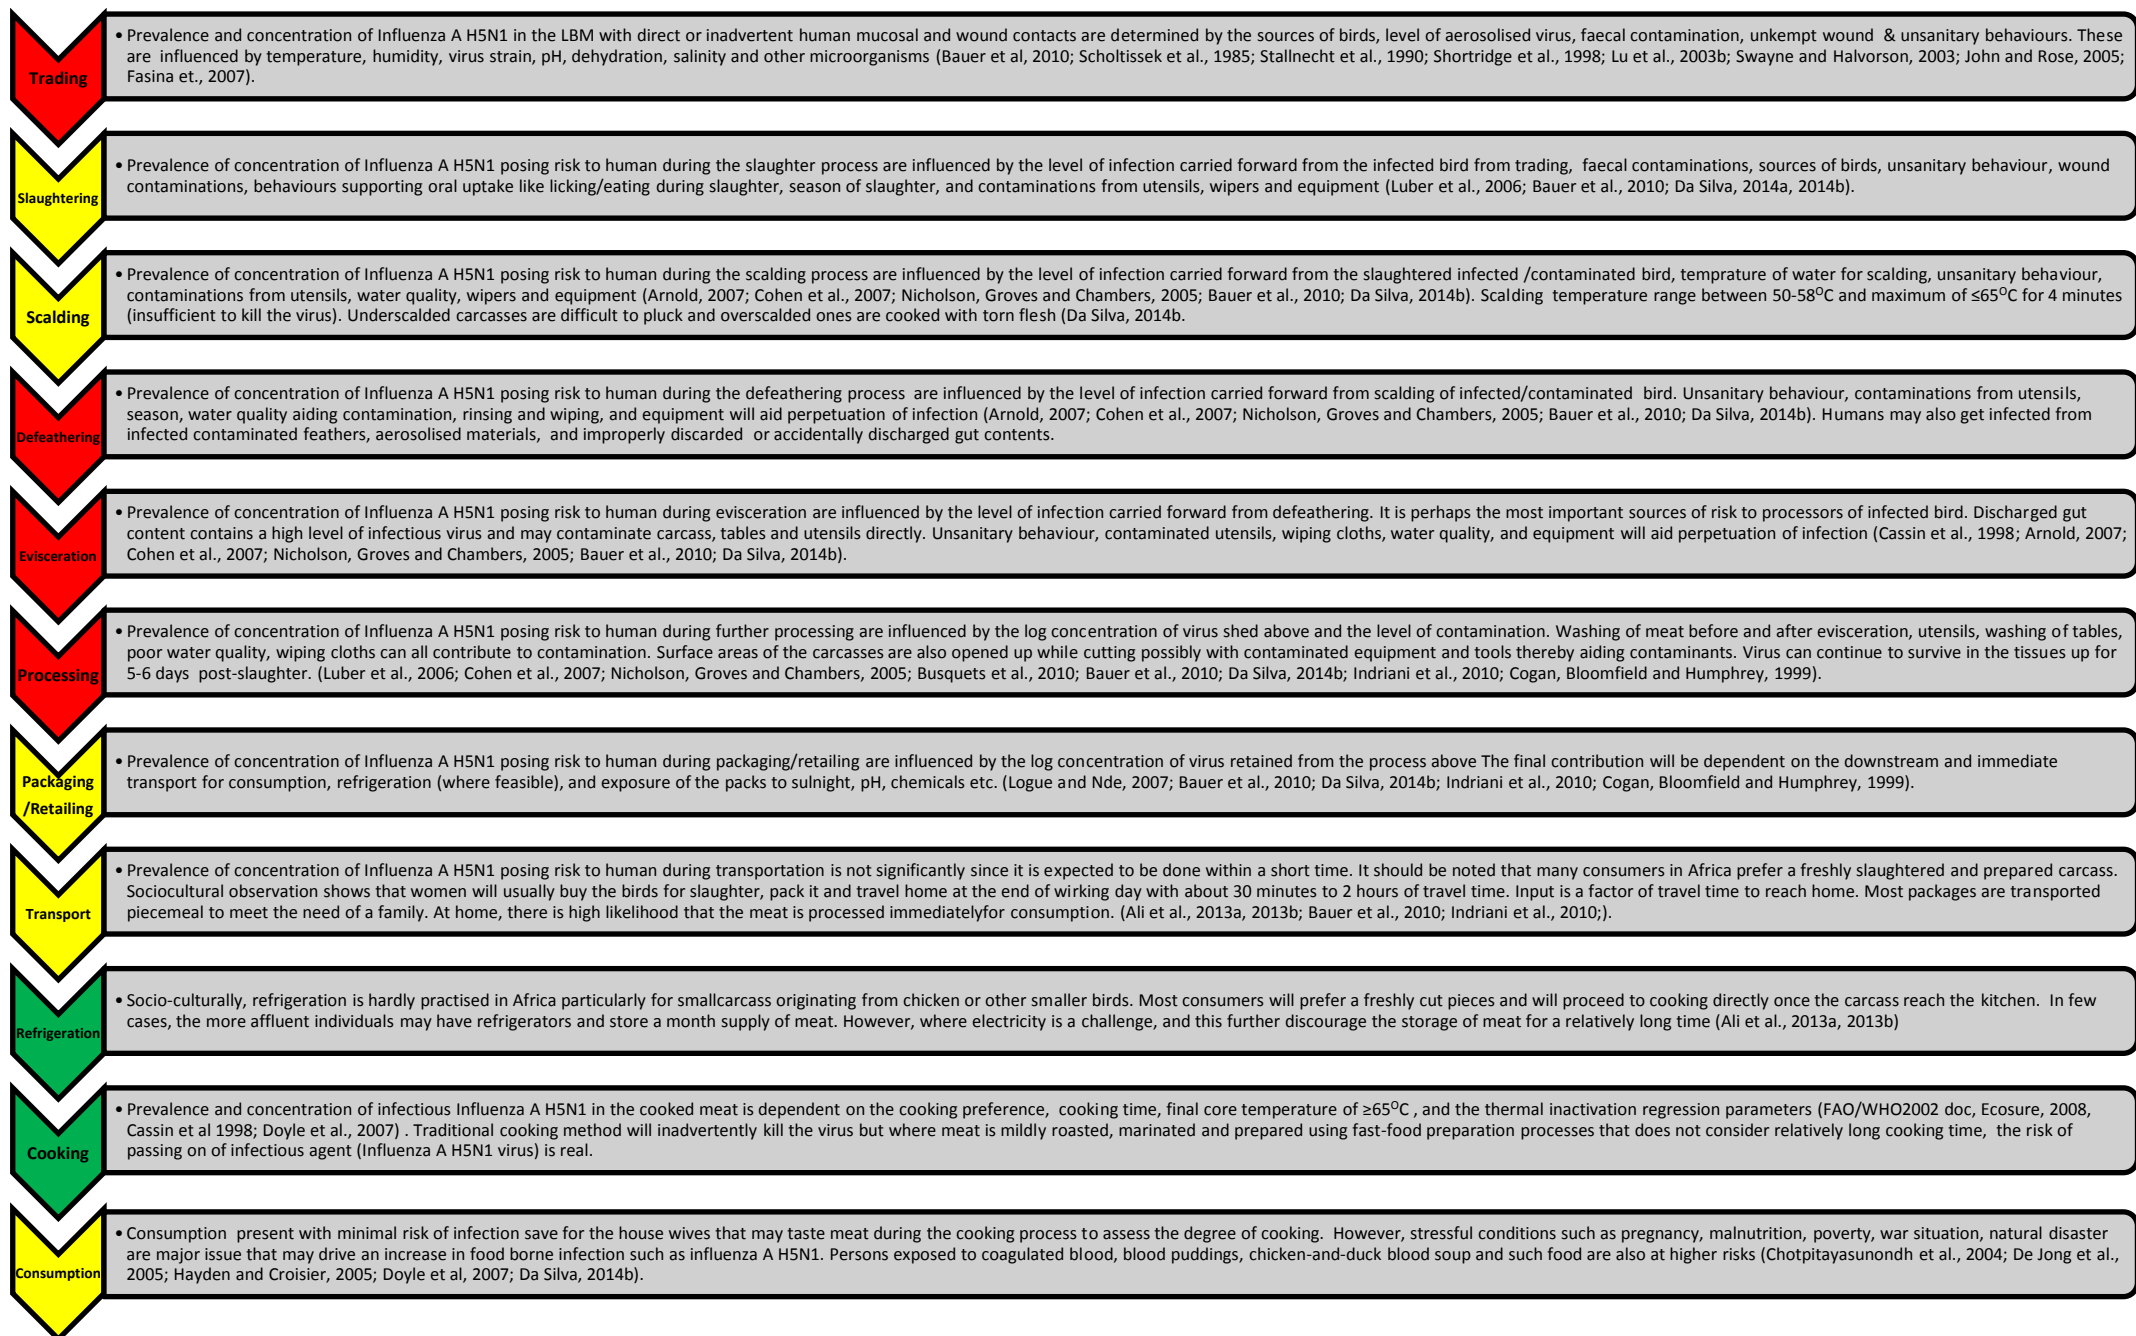 Trading
• Prevalence and concentration of Influenza A H5N1 in the LBM with direct or inadvertent human mucosal and wound contacts are determined by the sources of birds, level of aerosolised virus, faecal contamination, unkempt wound & unsanitary behaviours. These
are influenced by temperature, humidity, virus strain, pH, dehydration, salinity and other microorganisms (Bauer et al, 2010; Scholtissek et al., 1985; Stallnecht et al., 1990; Shortridge et al., 1998; Lu et al., 2003b; Swayne and Halvorson, 2003; John and Rose, 2005;
Fasina et., 2007).
Slaughtering
• Prevalence of concentration of Influenza A H5N1 posing risk to human during the slaughter process are influenced by the level of infection carried forward from the infected bird from trading, faecal contaminations, sources of birds, unsanitary behaviour, wound
contaminations, behaviours supporting oral uptake like licking/eating during slaughter, season of slaughter, and contaminations from utensils, wipers and equipment (Luber et al., 2006; Bauer et al., 2010; Da Silva, 2014a, 2014b).
Scalding
• Prevalence of concentration of Influenza A H5N1 posing risk to human during the scalding process are influenced by the level of infection carried forward from the slaughtered infected /contaminated bird, temprature of water for scalding, unsanitary behaviour,
contaminations from utensils, water quality, wipers and equipment (Arnold, 2007; Cohen et al., 2007; Nicholson, Groves and Chambers, 2005; Bauer et al., 2010; Da Silva, 2014b). Scalding temperature range between 50-58⁰C and maximum of ≤65⁰C for 4 minutes
(insufficient to kill the virus). Underscalded carcasses are difficult to pluck and overscalded ones are cooked with torn flesh (Da Silva, 2014b.
Defeathering
• Prevalence of concentration of Influenza A H5N1 posing risk to human during the defeathering process are influenced by the level of infection carried forward from scalding of infected/contaminated bird. Unsanitary behaviour, contaminations from utensils,
season, water quality aiding contamination, rinsing and wiping, and equipment will aid perpetuation of infection (Arnold, 2007; Cohen et al., 2007; Nicholson, Groves and Chambers, 2005; Bauer et al., 2010; Da Silva, 2014b). Humans may also get infected from
infected contaminated feathers, aerosolised materials, and improperly discarded or accidentally discharged gut contents.
Evisceration
• Prevalence of concentration of Influenza A H5N1 posing risk to human during evisceration are influenced by the level of infection carried forward from defeathering. It is perhaps the most important sources of risk to processors of infected bird. Discharged gut
content contains a high level of infectious virus and may contaminate carcass, tables and utensils directly. Unsanitary behaviour, contaminated utensils, wiping cloths, water quality, and equipment will aid perpetuation of infection (Cassin et al., 1998; Arnold, 2007;
Cohen et al., 2007; Nicholson, Groves and Chambers, 2005; Bauer et al., 2010; Da Silva, 2014b).
Processing
• Prevalence of concentration of Influenza A H5N1 posing risk to human during further processing are influenced by the log concentration of virus shed above and the level of contamination. Washing of meat before and after evisceration, utensils, washing of tables,
poor water quality, wiping cloths can all contribute to contamination. Surface areas of the carcasses are also opened up while cutting possibly with contaminated equipment and tools thereby aiding contaminants. Virus can continue to survive in the tissues up for
5-6 days post-slaughter. (Luber et al., 2006; Cohen et al., 2007; Nicholson, Groves and Chambers, 2005; Busquets et al., 2010; Bauer et al., 2010; Da Silva, 2014b; Indriani et al., 2010; Cogan, Bloomfield and Humphrey, 1999).
Packaging
/Retailing
• Prevalence of concentration of Influenza A H5N1 posing risk to human during packaging/retailing are influenced by the log concentration of virus retained from the process above The final contribution will be dependent on the downstream and immediate
transport for consumption, refrigeration (where feasible), and exposure of the packs to sulnight, pH, chemicals etc. (Logue and Nde, 2007; Bauer et al., 2010; Da Silva, 2014b; Indriani et al., 2010; Cogan, Bloomfield and Humphrey, 1999).
Transport
• Prevalence of concentration of Influenza A H5N1 posing risk to human during transportation is not significantly since it is expected to be done within a short time. It should be noted that many consumers in Africa prefer a freshly slaughtered and prepared carcass.
Sociocultural observation shows that women will usually buy the birds for slaughter, pack it and travel home at the end of wirking day with about 30 minutes to 2 hours of travel time. Input is a factor of travel time to reach home. Most packages are transported
piecemeal to meet the need of a family. At home, there is high likelihood that the meat is processed immediatelyfor consumption. (Ali et al., 2013a, 2013b; Bauer et al., 2010; Indriani et al., 2010;).
Refrigeration
• Socio-culturally, refrigeration is hardly practised in Africa particularly for smallcarcass originating from chicken or other smaller birds. Most consumers will prefer a freshly cut pieces and will proceed to cooking directly once the carcass reach the kitchen. In few
cases, the more affluent individuals may have refrigerators and store a month supply of meat. However, where electricity is a challenge, and this further discourage the storage of meat for a relatively long time (Ali et al., 2013a, 2013b)
Cooking
• Prevalence and concentration of infectious Influenza A H5N1 in the cooked meat is dependent on the cooking preference, cooking time, final core temperature of ≥65⁰C , and the thermal inactivation regression parameters (FAO/WHO2002 doc, Ecosure, 2008,
Cassin et al 1998; Doyle et al., 2007) . Traditional cooking method will inadvertently kill the virus but where meat is mildly roasted, marinated and prepared using fast-food preparation processes that does not consider relatively long cooking time, the risk of
passing on of infectious agent (Influenza A H5N1 virus) is real.
Consumption
• Consumption present with minimal risk of infection save for the house wives that may taste meat during the cooking process to assess the degree of cooking. However, stressful conditions such as pregnancy, malnutrition, poverty, war situation, natural disaster
are major issue that may drive an increase in food borne infection such as influenza A H5N1. Persons exposed to coagulated blood, blood puddings, chicken-and-duck blood soup and such food are also at higher risks (Chotpitayasunondh et al., 2004; De Jong et al.,
2005; Hayden and Croisier, 2005; Doyle et al, 2007; Da Silva, 2014b).